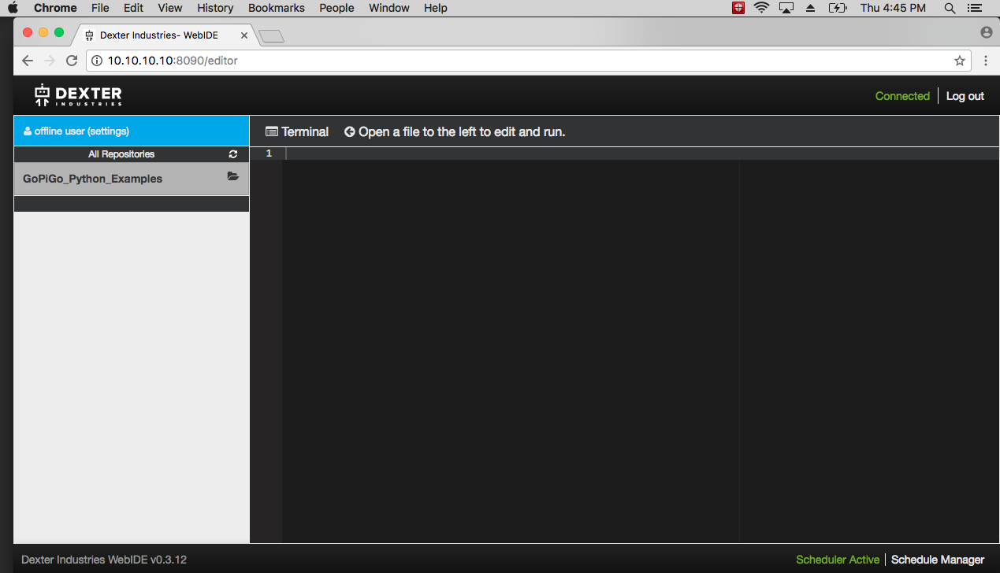 Chrome File Edit View History Bookmarks People Window Help Thu 4:45 PM
Dexter Industries- WebIDE
10.10.10.10:8090/editor
DEXTER
INDUSTRIES
Connected Log out
offline user (settings)
Terminal Open a file to the left to edit and run.
All Repositories
1
GoPiGo_Python_Examples
Dexter Industries WebIDE v0.3.12
Scheduler Active Schedule Manager